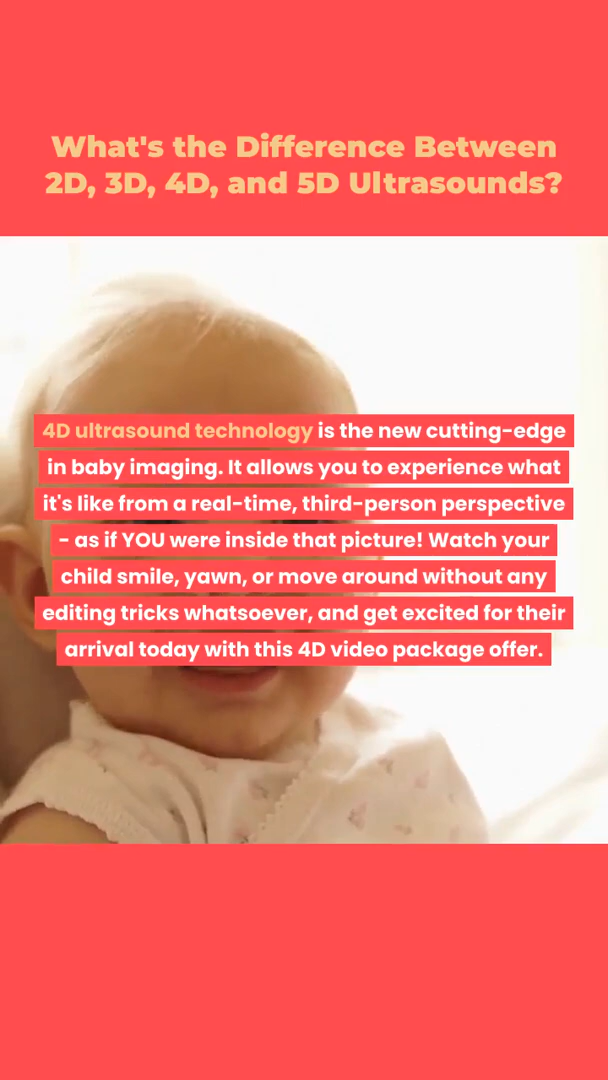 What's the Difference Between
2D, 3D, 4D, and 5D Ultrasounds?
4D ultrasound technology is the new cutting-edge
in baby imaging. It allows you to experience what
it's like from a real-time, third-person perspective
- as if YOU were inside that picture! Watch your
child smile, yawn, or move around without any
editing tricks whatsoever, and get excited for their
arrival today with this 4D video package offer.